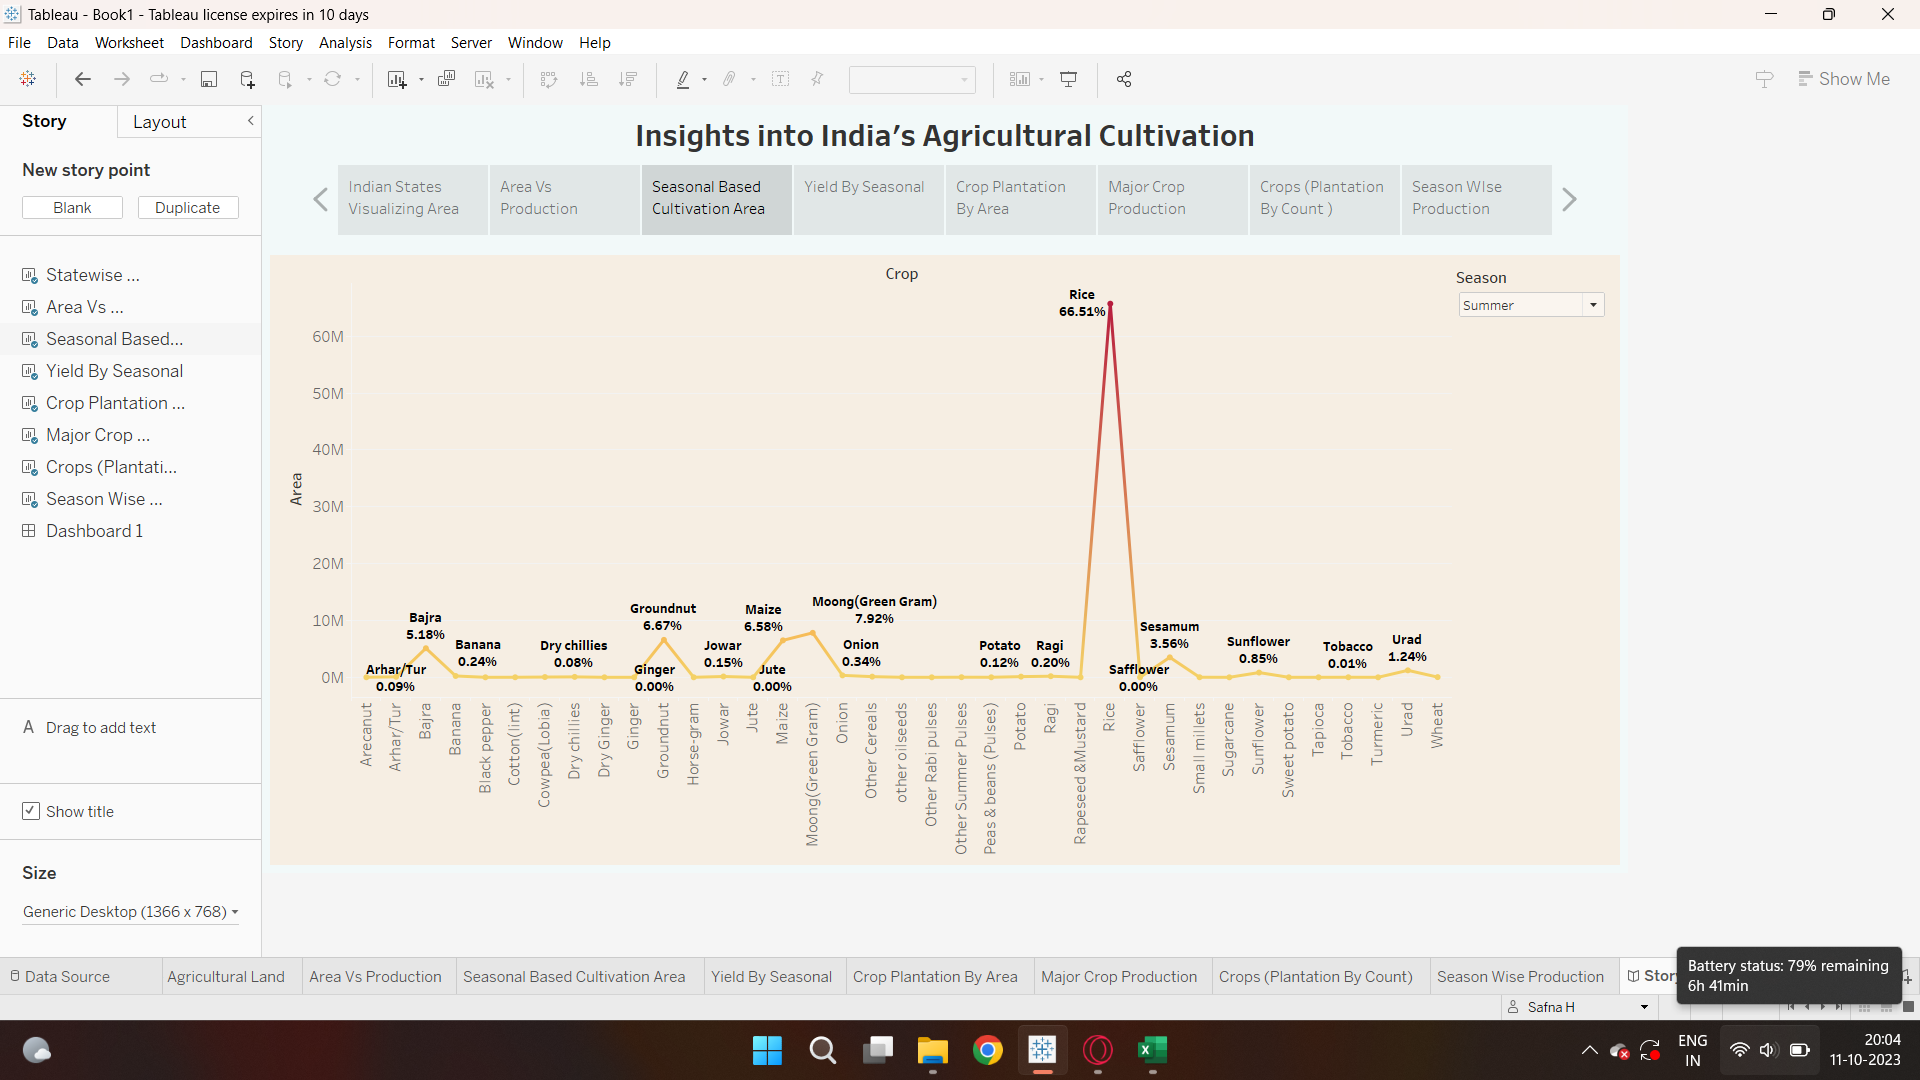 Tableau - Book1 - Tableau license expires in 10 days
File Data Worksheet Dashboard Story Analysis Format Server Window Help
Show Me
Story
Layout
New story point
Blank
Duplicate
Statewise ...
Area Vs ...
Seasonal Based...
Yield By Seasonal
Crop Plantation ...
Major Crop ...
Crops (Plantati...
Season Wise ...
Dashboard 1
A Drag to add text
Show title
Size
Generic Desktop (1366 x 768)
Insights into India’s Agricultural Cultivation
Indian States
Visualizing Area
Area Vs
Production
Seasonal Based
Cultivation Area
Yield By Seasonal
Crop Plantation
By Area
Major Crop
Production
Crops (Plantation
By Count )
Season WIse
Production
Crop
Season
Summer
Area
60M
50M
40M
30M
20M
10M
0M
Rice
66.51%
Bajra
5.18%
Arhar/Tur
0.09%
Banana
0.24%
Dry chillies
0.08%
Groundnut
6.67%
Ginger
0.00%
Jowar
0.15%
Maize
6.58%
Jute
0.00%
Moong(Green Gram)
7.92%
Onion
0.34%
Potato
0.12%
Ragi
0.20%
Safflower
0.00%
Sesamum
3.56%
Sunflower
0.85%
Tobacco
0.01%
Urad
1.24%
Arecanut
Arhar/Tur
Bajra
Banana
Black pepper
Cotton(lint)
Cowpea(Lobia)
Dry chillies
Dry Ginger
Ginger
Groundnut
Horse-gram
Jowar
Jute
Maize
Moong(Green Gram)
Onion
Other Cereals
other oilseeds
Other Rabi pulses
Other Summer Pulses
Peas & beans (Pulses)
Potato
Ragi
Rapeseed &Mustard
Rice
Safflower
Sesamum
Small millets
Sugarcane
Sunflower
Sweet potato
Tapioca
Tobacco
Turmeric
Urad
Wheat
Data Source
Agricultural Land
Area Vs Production
Seasonal Based Cultivation Area
Yield By Seasonal
Crop Plantation By Area
Major Crop Production
Crops (Plantation By Count)
Season Wise Production
Battery status: 79% remaining
6h 41min
Safna H
ENG
IN
20:04
11-10-2023